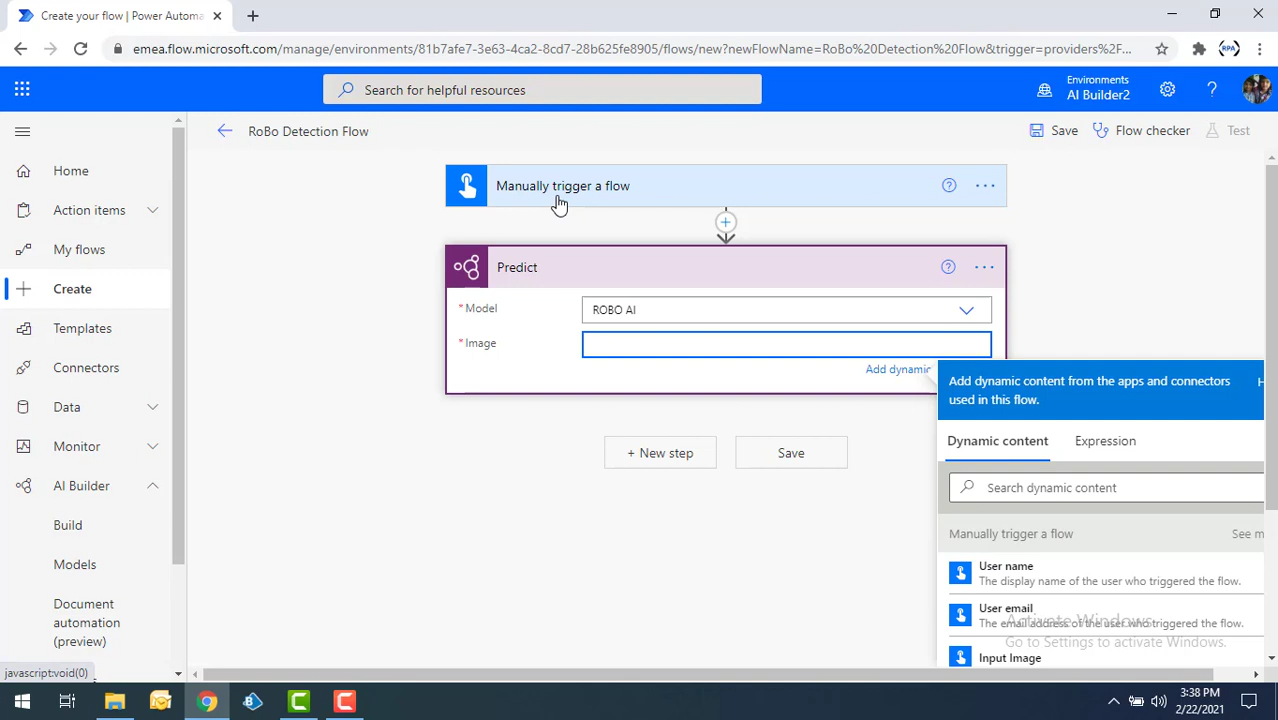 Create your flow | Power Automa
emea.flow.microsoft.com/manage/environments/81b7afe7-3e63-4ca2-8cd7-28b625fe8905/flows/new?newFlowName=RoBo%20Detection%20Flow&trigger=providers%2F...
RPA
Search for helpful resources
Environments
AI Builder2
RoBo Detection Flow
Save
Flow checker
Test
Home
Action items
My flows
Create
Templates
Connectors
Data
Monitor
AI Builder
Build
Models
Document automation (preview)
Manually trigger a flow
Predict
* Model
ROBO AI
* Image
Add dynamic
+ New step
Save
Add dynamic content from the apps and connectors
used in this flow.
Dynamic content
Expression
Search dynamic content
Manually trigger a flow
See m
User name
The display name of the user who triggered the flow.
User email
The email address of the user who triggered the flow.
Input Image
Activate Windows
Go to Settings to activate Windows.
javascript:void(0)
3:38 PM
2/22/2021